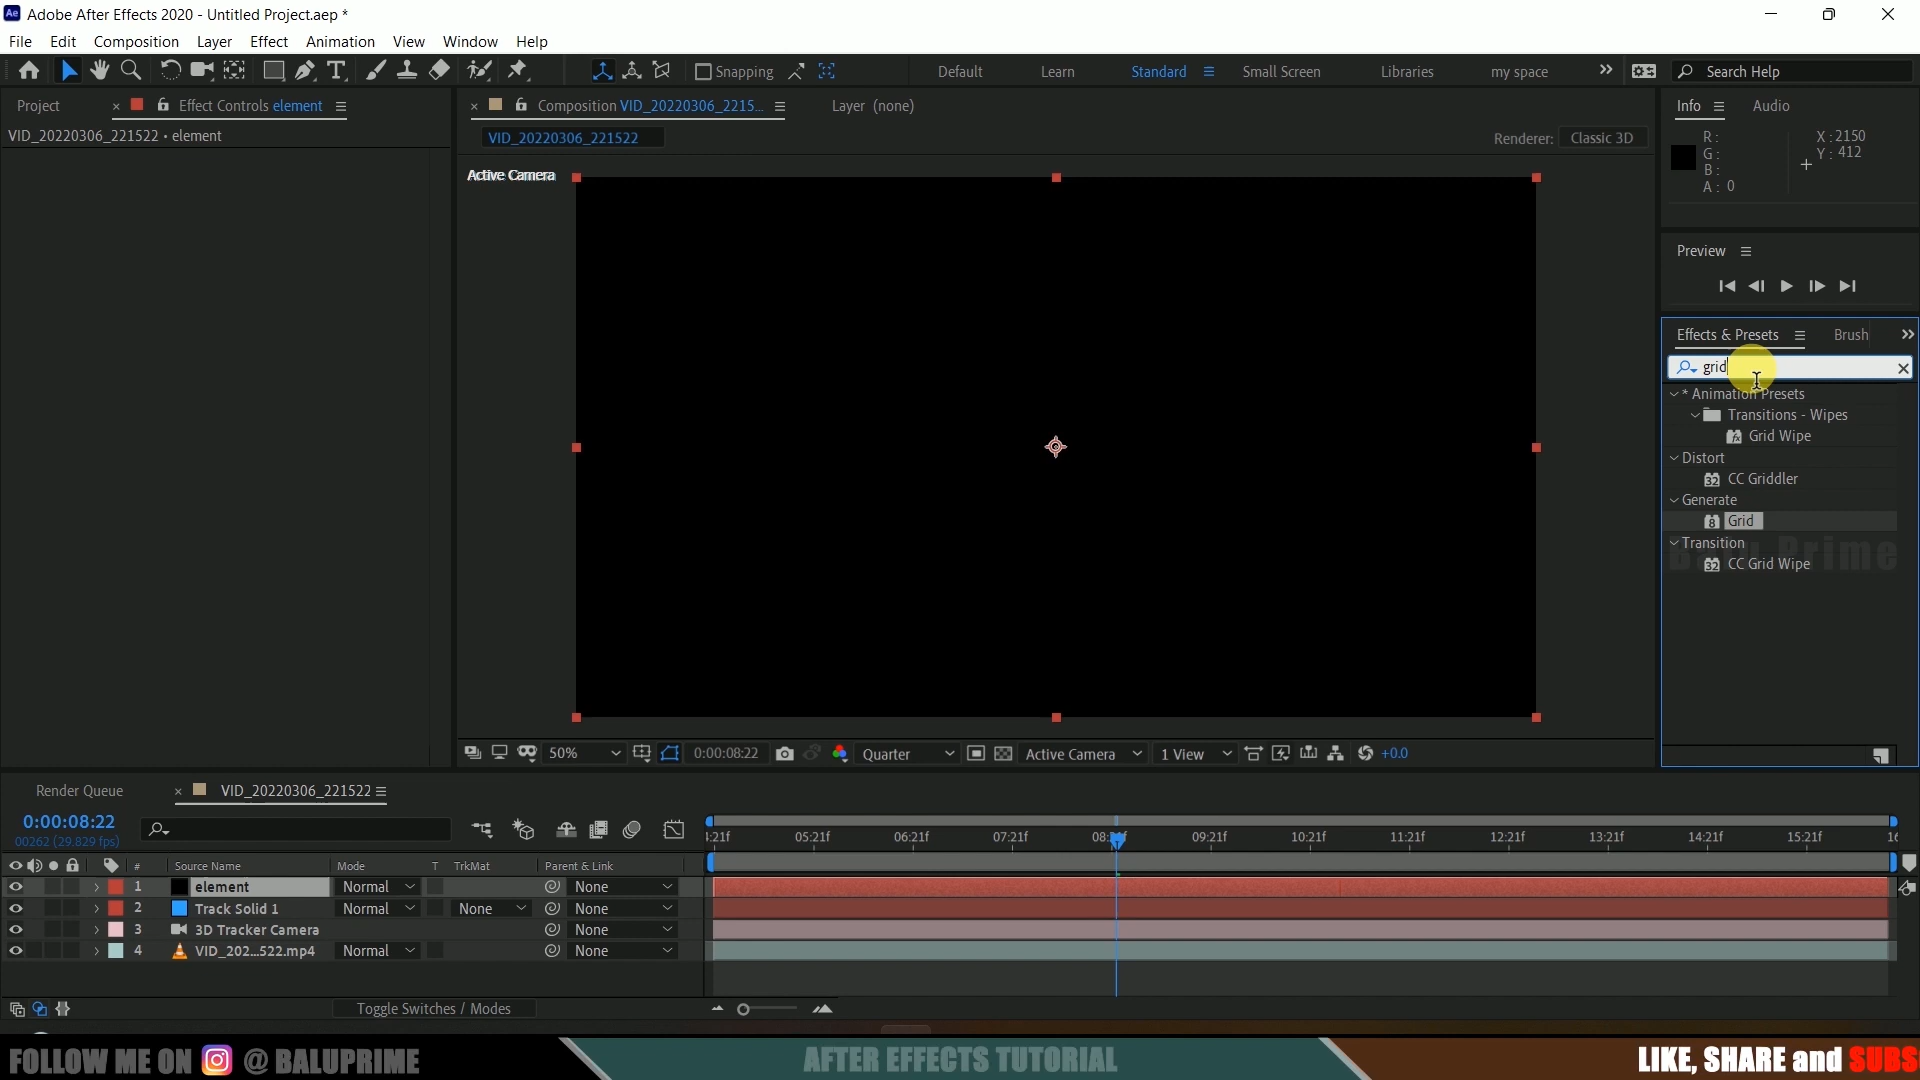 Ae Adobe After Effects 2020 - Untitled Project.aep *
File Edit Composition Layer Effect Animation View Window Help
Snapping Default Learn Standard Small Screen Libraries my space Search Help
Project Effect Controls element
VID_20220306_221522 • element
Composition VID_20220306_2215... Layer (none)
VID_20220306_221522
Renderer: Classic 3D
Active Camera
Info Audio
R: X: 2150
G: Y: 412
B:
A: 0
Preview
Effects & Presets Brush
grid
* Animation Presets
Transitions - Wipes
Grid Wipe
Distort
32 CC Griddler
Generate
8 Grid
Transition
Balu Prime
32 CC Grid Wipe
50% 0:00:08:22 Quarter Active Camera 1 View +0.0
Render Queue VID_20220306_221522
0:00:08:22
00262 (29.829 fps)
:21f 05:21f 06:21f 07:21f 09:21f 10:21f 11:21f 12:21f 13:21f 14:21f 15:21f 16
# Source Name Mode T TrkMat Parent & Link
1 element Normal None
2 Track Solid 1 Normal None None
3 3D Tracker Camera None
4 VID_202...522.mp4 Normal None
Toggle Switches / Modes
FOLLOW ME ON @ BALUPRIME AFTER EFFECTS TUTORIAL LIKE, SHARE and SUBS